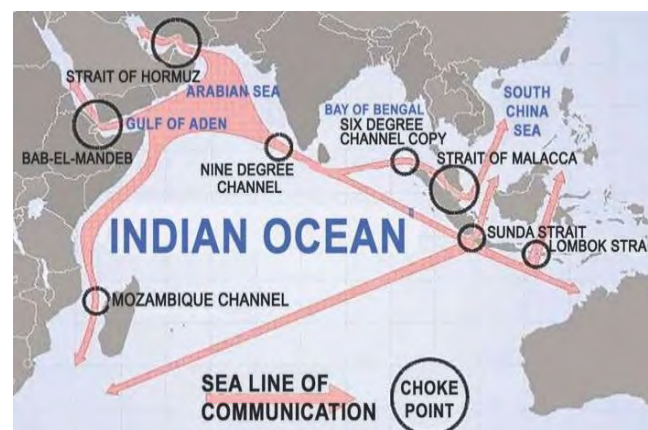 STRAIT OF HORMUZ
ARABIAN SEA
GULF OF ADEN
BAB-EL-MANDEB
NINE DEGREE
CHANNEL
BAY OF BENGAL
SIX DEGREE
CHANNEL COPY
SOUTH
CHINA
SEA
STRAIT OF MALACCA
INDIAN OCEAN
SUNDA STRAIT
LOMBOK STRA
MOZAMBIQUE CHANNEL
SEA LINE OF
COMMUNICATION
CHOKE
POINT